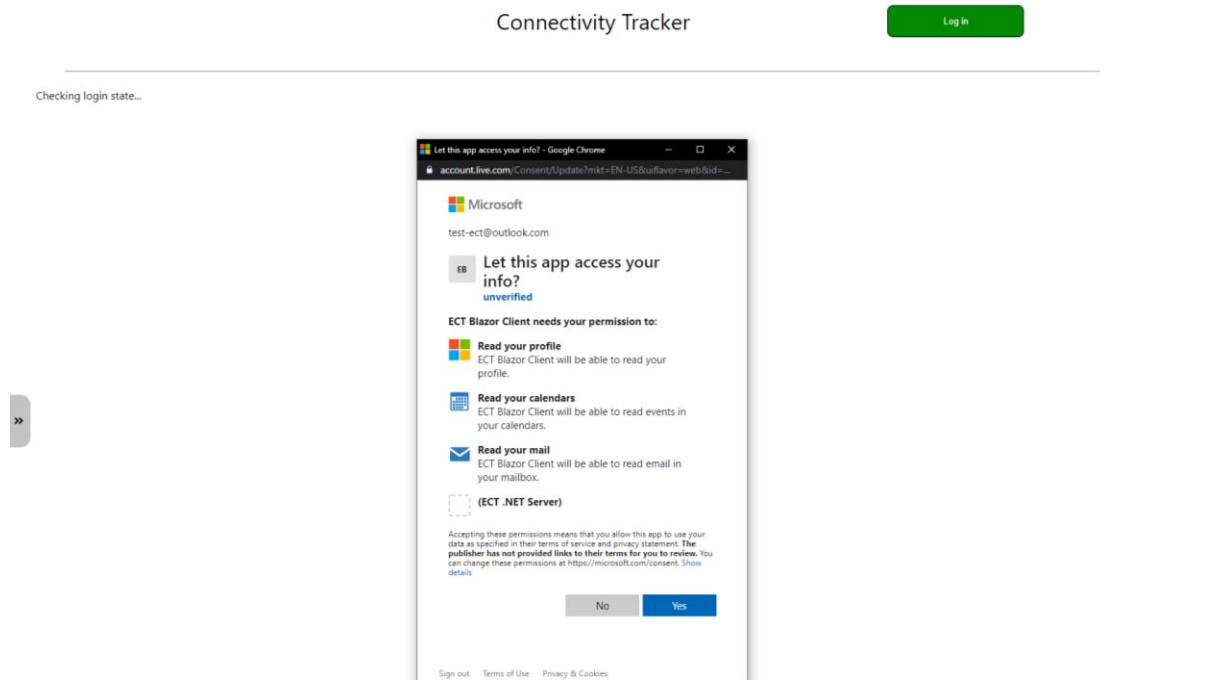 Connectivity Tracker
Log in
Checking login state...
Let this app access your info? - Google Chrome
account.live.com/Consent/Update?mkt=EN-US&uiflavor=web&id=...
Microsoft
test-ect@outlook.com
EB
Let this app access your
info?
unverified
ECT Blazor Client needs your permission to:
Read your profile
ECT Blazor Client will be able to read your
profile.
Read your calendars
ECT Blazor Client will be able to read events in
your calendars.
Read your mail
ECT Blazor Client will be able to read email in
your mailbox.
(ECT .NET Server)
Accepting these permissions means that you allow this app to use your
data as specified in their terms of service and privacy statement. The
publisher has not provided links to their terms for you to review. You
can change these permissions at https://microsoft.com/consent. Show
details
No Yes
Sign out Terms of Use Privacy & Cookies